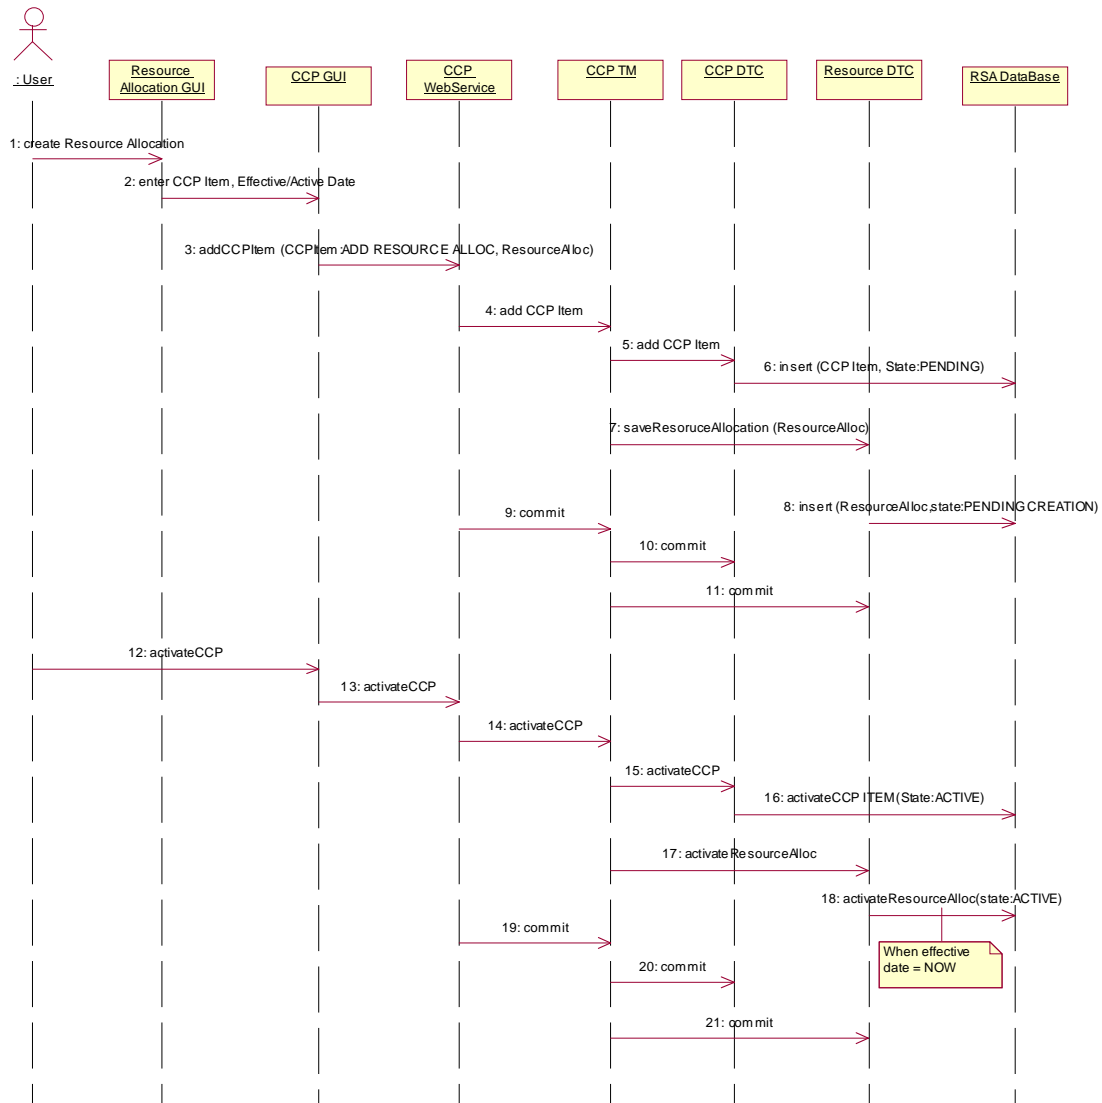 : User
Resource
Allocation GUI
CCP GUI
CCP
WebService
CCP TM
CCP DTC
Resource DTC
RSA DataBase
1: create Resource Allocation
2: enter CCP Item, Effective/Active Date
3: addCCPItem (CCPItem:ADD RESOURCE ALLOC, ResourceAlloc)
4: add CCP Item
5: add CCP Item
6: insert (CCP Item, State:PENDING)
7: saveResoruceAllocation (ResourceAlloc)
8: insert (ResourceAlloc,state:PENDING CREATION)
9: commit
10: commit
11: commit
12: activateCCP
13: activateCCP
14: activateCCP
15: activateCCP
16: activateCCP ITEM(State:ACTIVE)
17: activateResourceAlloc
18: activateResourceAlloc(state:ACTIVE)
19: commit
When effective
date = NOW
20: commit
21: commit